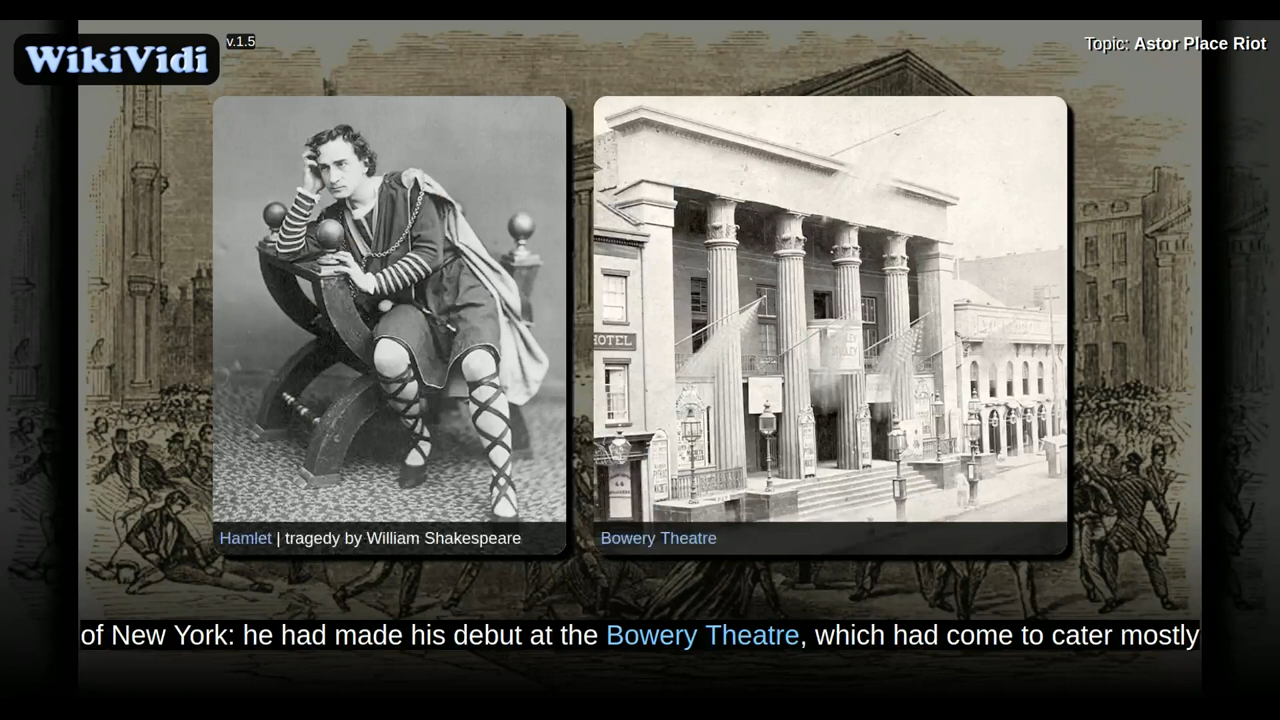 WikiVidi
v.1.5
Topic: Astor Place Riot
HOTEL
Hamlet | tragedy by William Shakespeare
Bowery Theatre
of New York: he had made his debut at the Bowery Theatre, which had come to cater mostly